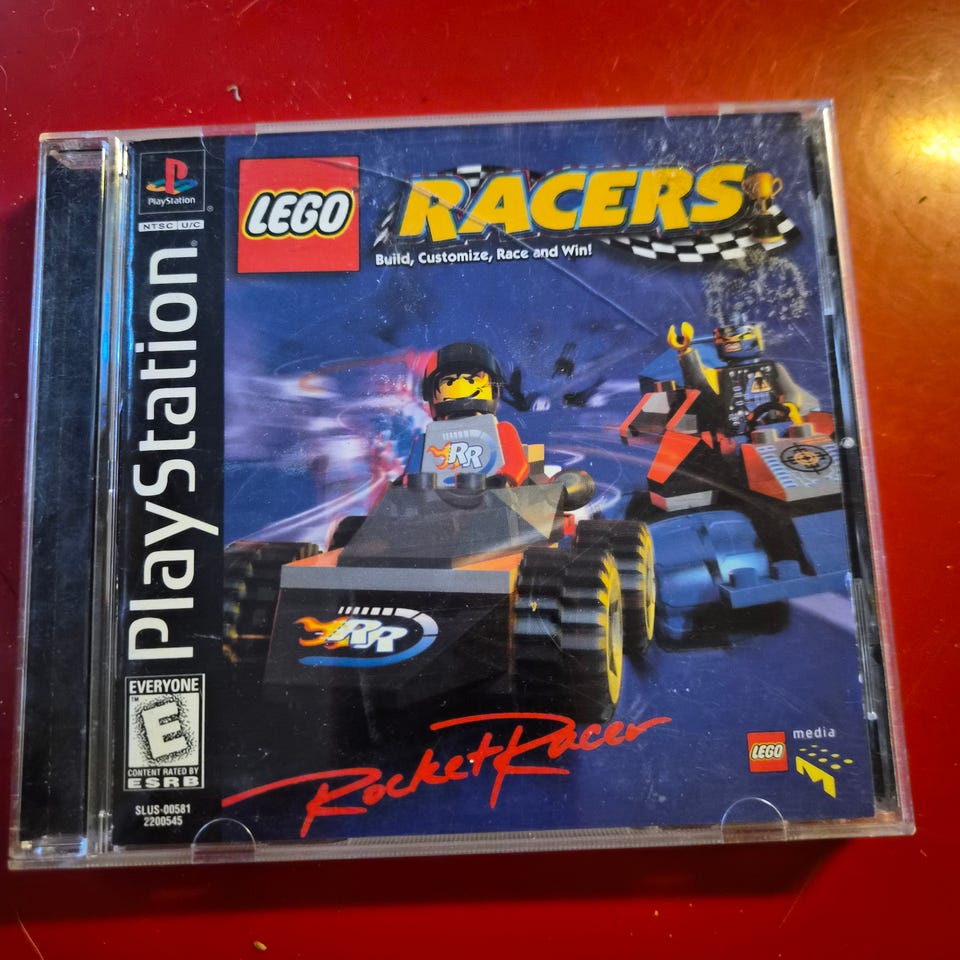 PlayStation
NTSC U/C
PlayStation
LEGO
RACERS
Build, Customize, Race and Win!
RR
RR
Rocket Racer
EVERYONE
E
CONTENT RATED BY
ESRB
SLUS-00581
2200545
LEGO
media